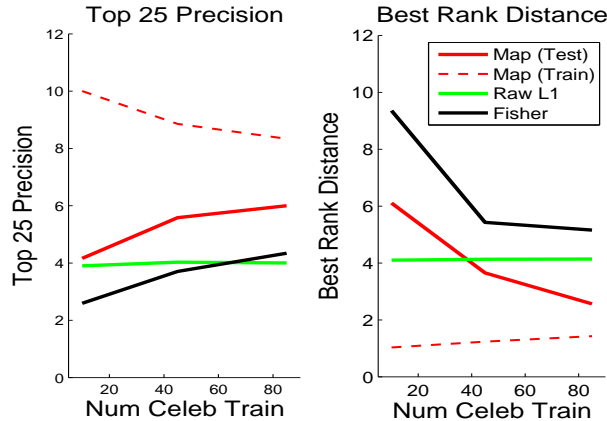 Top 25 Precision
Top 25 Precision
14
12
10
8
6
4
2
0
20 40 60 80
Num Celeb Train
Best Rank Distance
Best Rank Distance
14
12
10
8
6
4
2
0
20 40 60 80
Num Celeb Train
Map (Test)
Map (Train)
Raw L1
Fisher